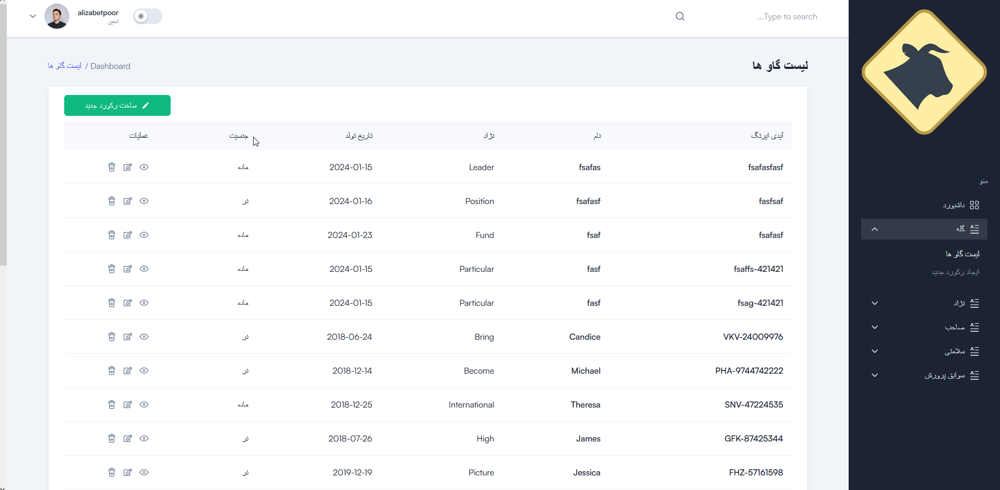 alizabetpoor
ادمین
Type to search...
منو
داشبورد
گله
لیست گاو ها
ایجاد رکورد جدید
نژاد
صاحب
سلامتی
سوابق پرورش
لیست گاو ها
Dashboard / لیست گاو ها
ساخت رکورد جدید
آیدی ایرتگ نام نژاد تاریخ تولد جنسیت عملیات
fsafasfasf fsafas Leader 2024-01-15 ماده
fasfsaf fsafasf Position 2024-01-16 نر
fsafasf fsaf Fund 2024-01-23 ماده
fsaffs-421421 fasf Particular 2024-01-15 ماده
fsag-421421 fasf Particular 2024-01-15 ماده
VKV-24009976 Candice Bring 2018-06-24 نر
PHA-9744742222 Michael Become 2018-12-14 نر
SNV-47224535 Theresa International 2018-12-25 ماده
GFK-87425344 James High 2018-07-26 نر
FHZ-57161598 Jessica Picture 2019-12-19 نر